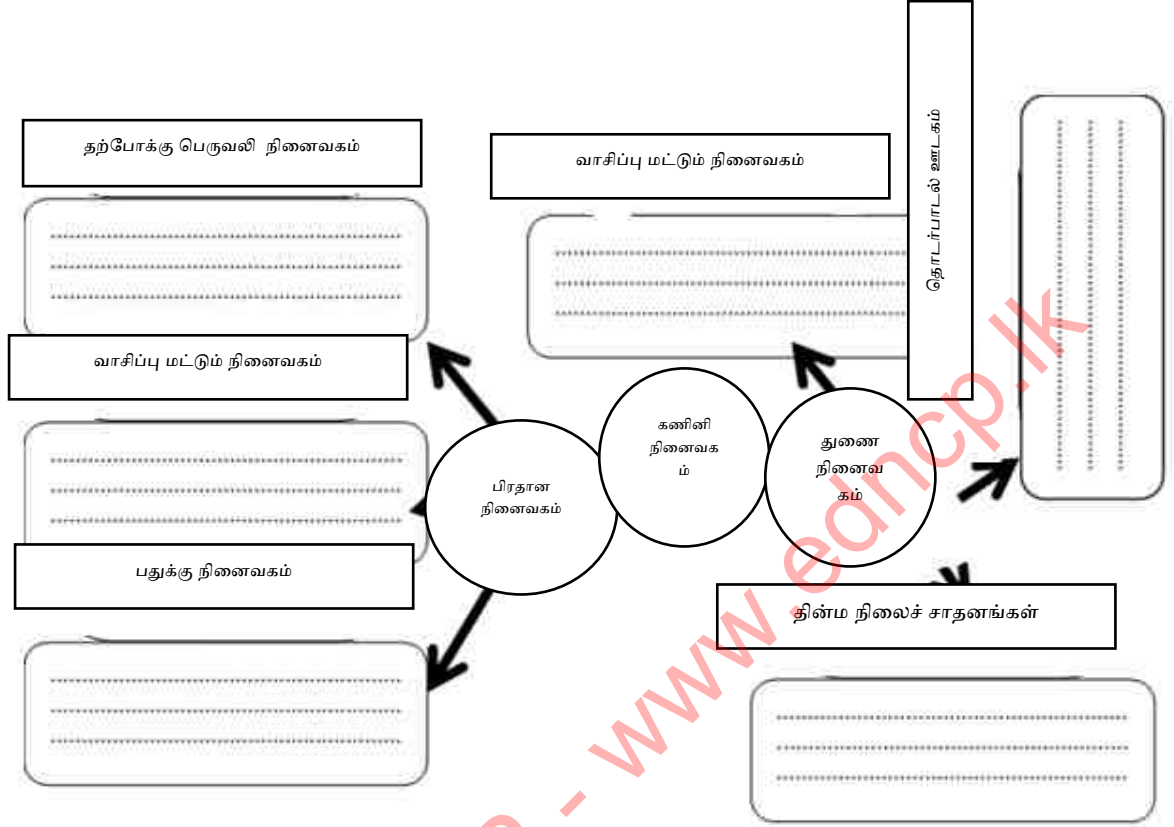 தற்போக்கு பெருவலி நினைவகம்
வாசிப்பு மட்டும் நினைவகம்
தொடர்பாடல் ஊடகம்
வாசிப்பு மட்டும் நினைவகம்
கணினி
நினைவக
ம்
துணை
நினைவ
கம்
பிரதான
நினைவகம்
பதுக்கு நினைவகம்
தின்ம நிலைச் சாதனங்கள்
- www.edncp.lk